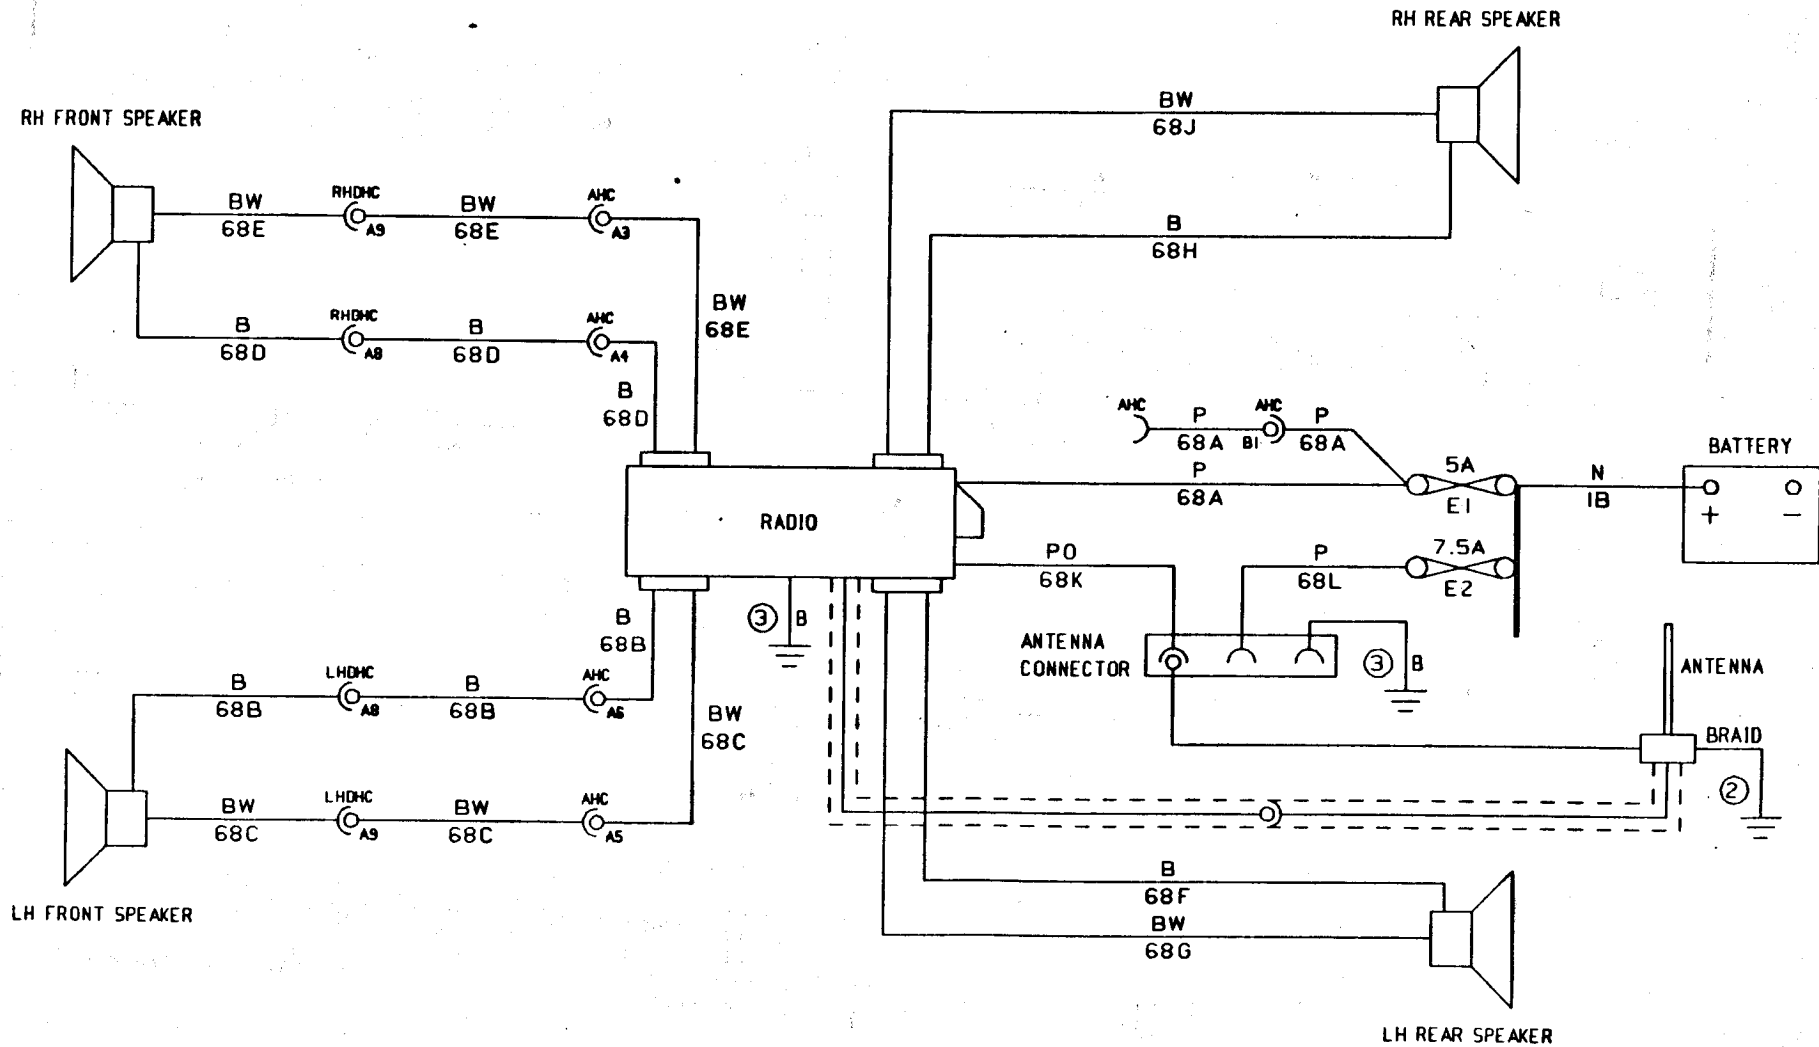 RH REAR SPEAKER
BW
68J
RH FRONT SPEAKER
BW
68E
RHDHC
A9
BW
68E
AHC
A3
B
68H
BW
68E
B
68D
RHDHC
A8
B
68D
AHC
A4
B
68D
AHC
P
68A
AHC
B1
P
68A
BATTERY
P
68A
5A
E1
N
1B
+
−
RADIO
PO
68K
P
68L
7.5A
E2
B
68B
3
B
ANTENNA
CONNECTOR
3
B
ANTENNA
B
68B
LHDHC
A8
B
68B
AHC
A6
BW
68C
BRAID
2
BW
68C
LHDHC
A9
BW
68C
AHC
A5
B
68F
LH FRONT SPEAKER
BW
68G
LH REAR SPEAKER